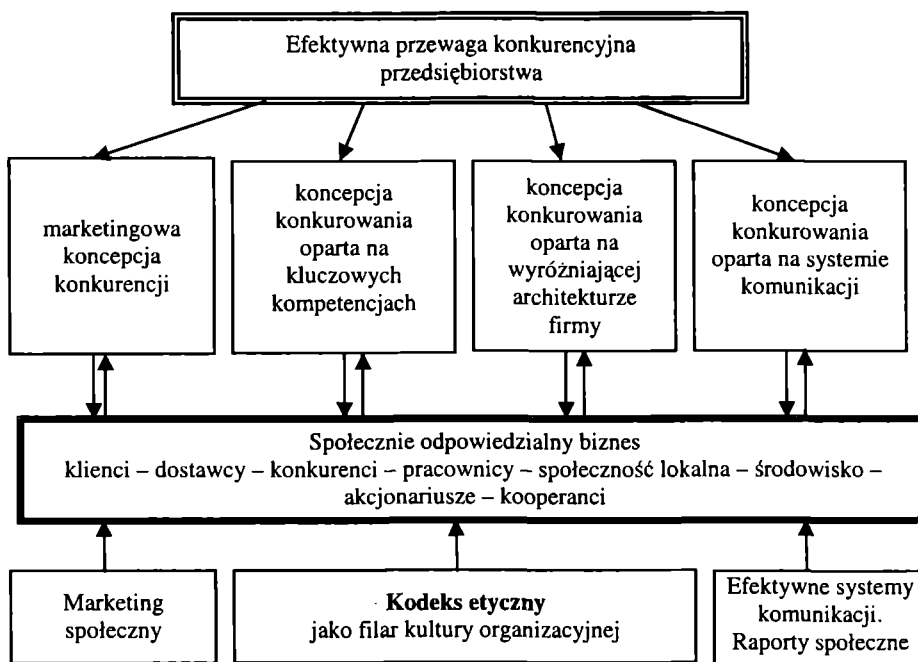 Efektywna przewaga konkurencyjna
przedsiębiorstwa
marketingowa
koncepcja
konkurencji
koncepcja
konkurowania
oparta na
kluczowych
kompetencjach
koncepcja
konkurowania
oparta na
wyróżniającej
architekturze
firmy
koncepcja
konkurowania
oparta na systemie
komunikacji
Społecznie odpowiedzialny biznes
klienci – dostawcy – konkurenci – pracownicy – społeczność lokalna – środowisko –
akcjonariusze – kooperanci
Marketing
społeczny
Kodeks etyczny
jako filar kultury organizacyjnej
Efektywne systemy
komunikacji.
Raporty społeczne